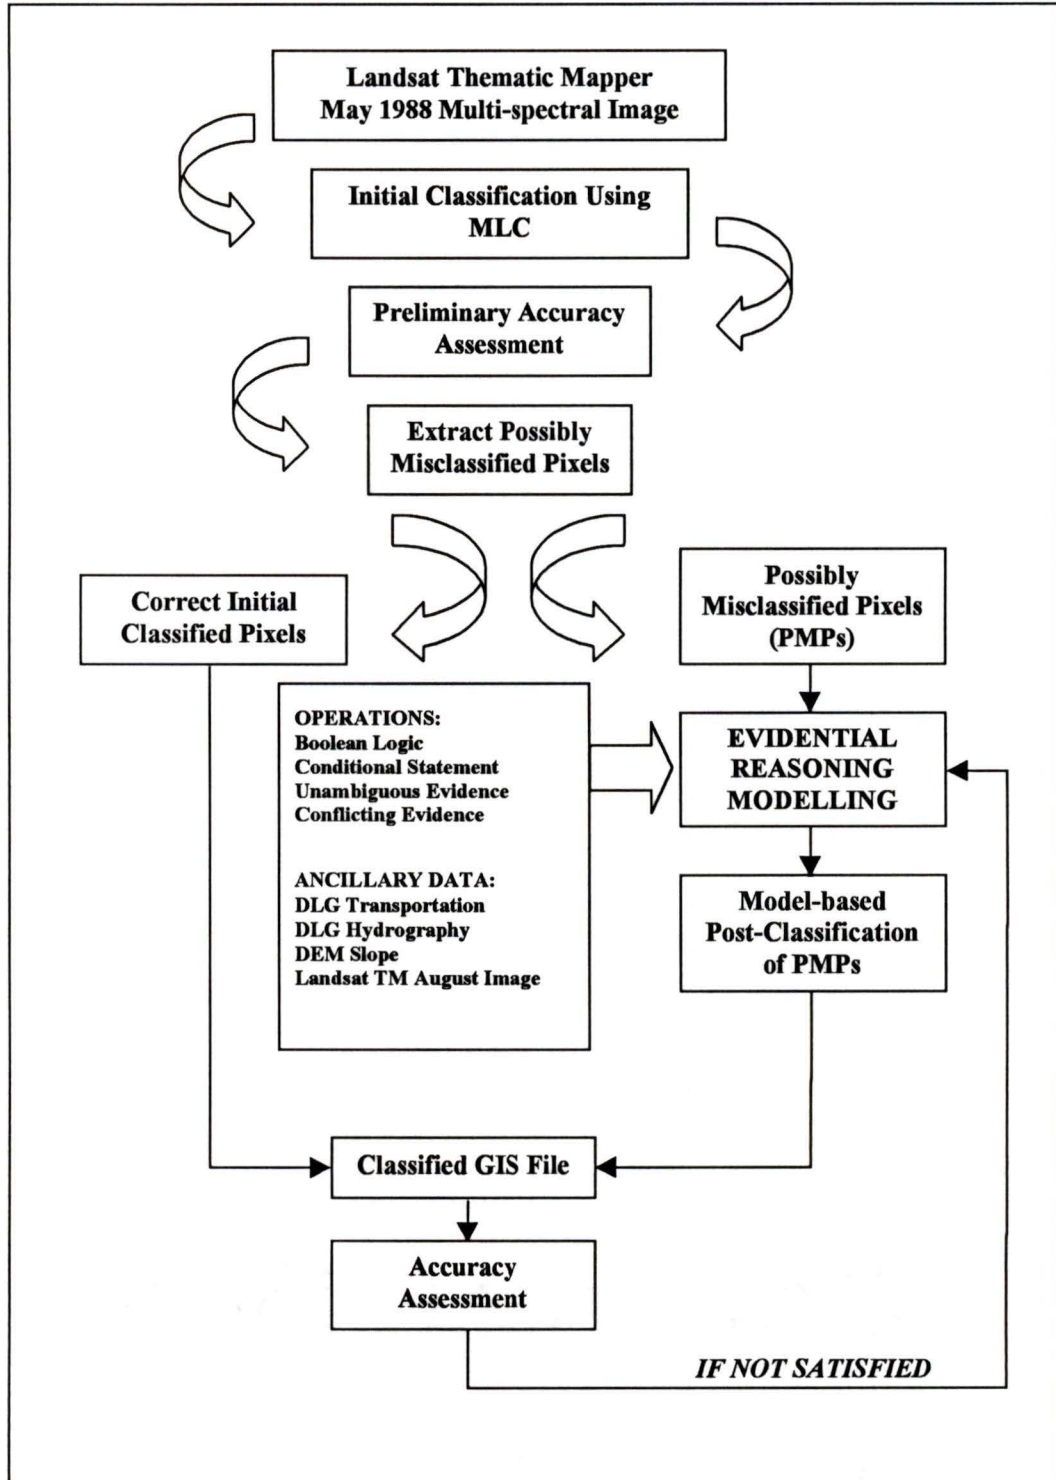 Landsat Thematic Mapper
May 1988 Multi-spectral Image
Initial Classification Using
MLC
Preliminary Accuracy
Assessment
Extract Possibly
Misclassified Pixels
Correct Initial
Classified Pixels
Possibly
Misclassified Pixels
(PMPs)
OPERATIONS:
Boolean Logic
Conditional Statement
Unambiguous Evidence
Conflicting Evidence
ANCILLARY DATA:
DLG Transportation
DLG Hydrography
DEM Slope
Landsat TM August Image
EVIDENTIAL
REASONING
MODELLING
Model-based
Post-Classification
of PMPs
Classified GIS File
Accuracy
Assessment
IF NOT SATISFIED